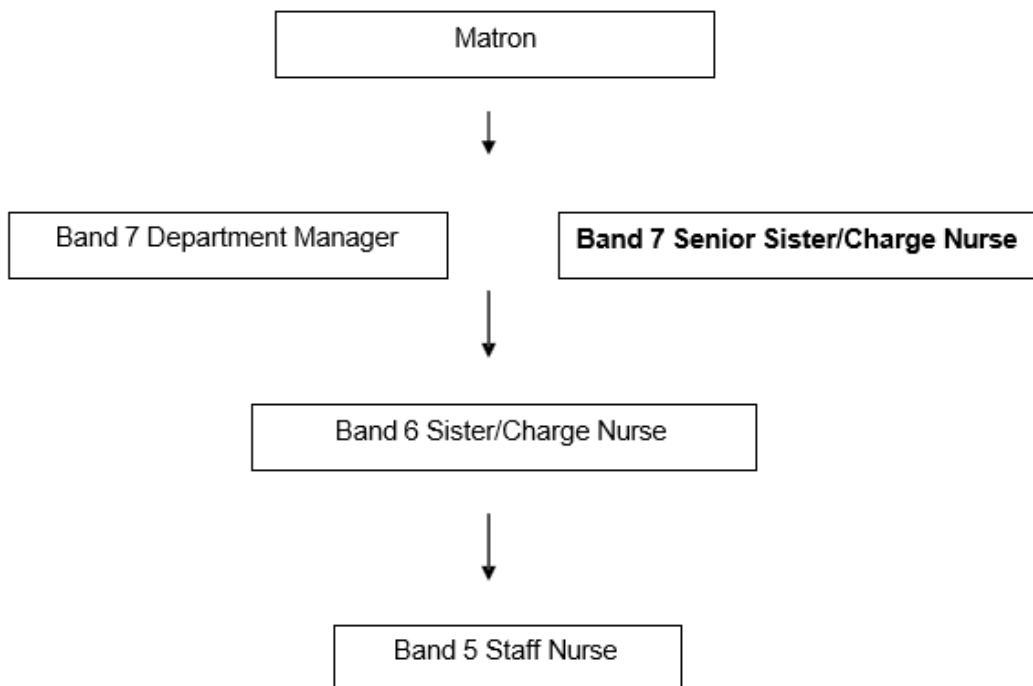 Matron
Band 7 Department Manager
Band 7 Senior Sister/Charge Nurse
Band 6 Sister/Charge Nurse
Band 5 Staff Nurse